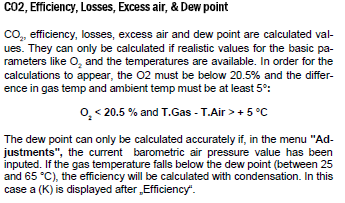 CO2, Efficiency, Losses, Excess air, & Dew point
CO₂, efficiency, losses, excess air and dew point are calculated val-
ues. They can only be calculated if realistic values for the basic pa-
rameters like O₂ and the temperatures are available. In order for the
calculations to appear, the O2 must be below 20.5% and the differ-
ence in gas temp and ambient temp must be at least 5°:
O₂ < 20.5 % and T.Gas - T.Air > + 5 °C
The dew point can only be calculated accurately if, in the menu "Ad-
justments", the current barometric air pressure value has been
inputed. If the gas temperature falls below the dew point (between 25
and 65 °C), the efficiency will be calculated with condensation. In this
case a (K) is displayed after „Efficiency“.